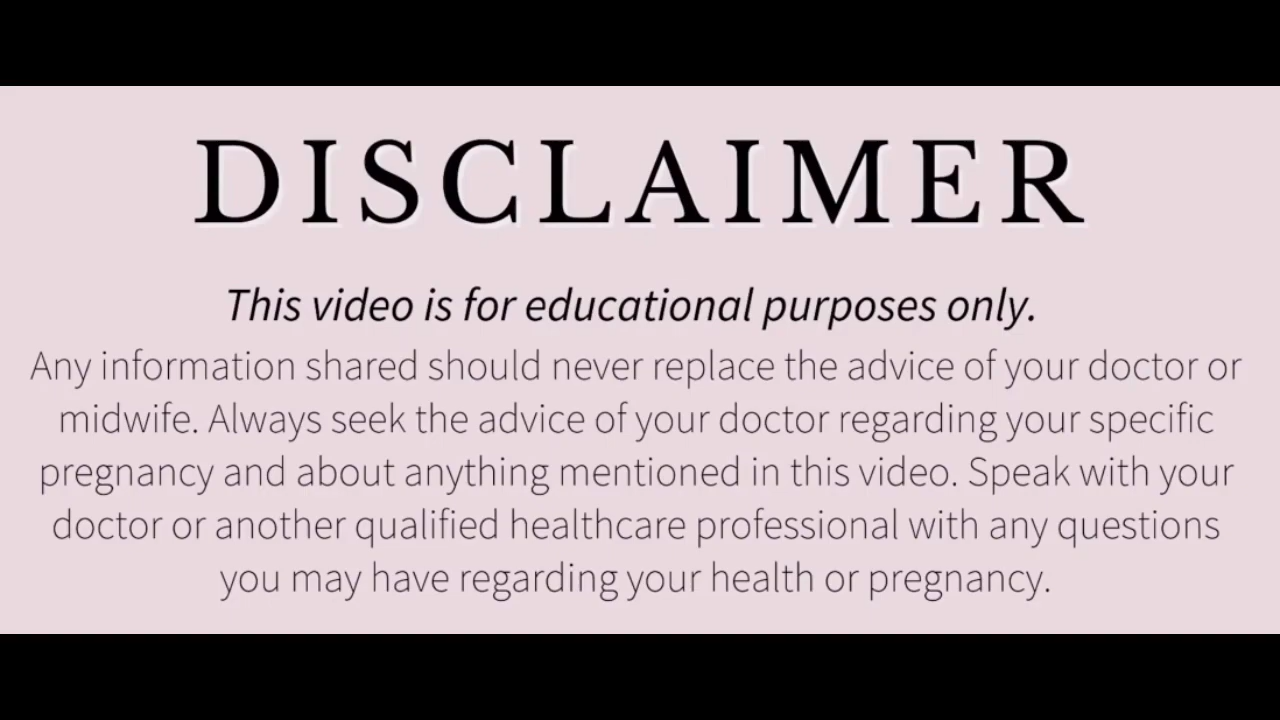 DISCLAIMER
This video is for educational purposes only.
Any information shared should never replace the advice of your doctor or
midwife. Always seek the advice of your doctor regarding your specific
pregnancy and about anything mentioned in this video. Speak with your
doctor or another qualified healthcare professional with any questions
you may have regarding your health or pregnancy.